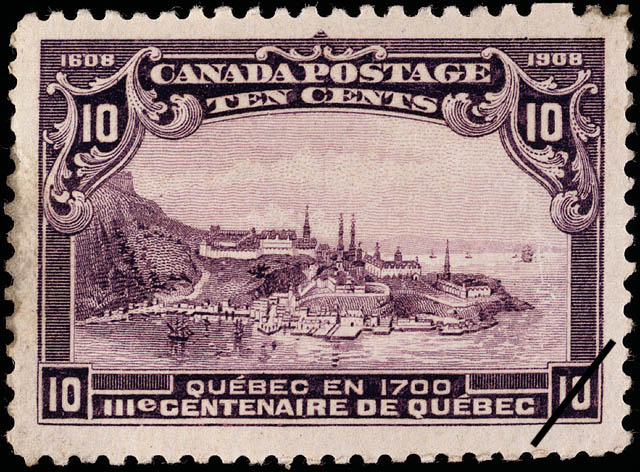 1608 1908
CANADA POSTAGE
TEN CENTS
10 10
10 QUÉBEC EN 1700 10
IIIe CENTENAIRE DE QUÉBEC